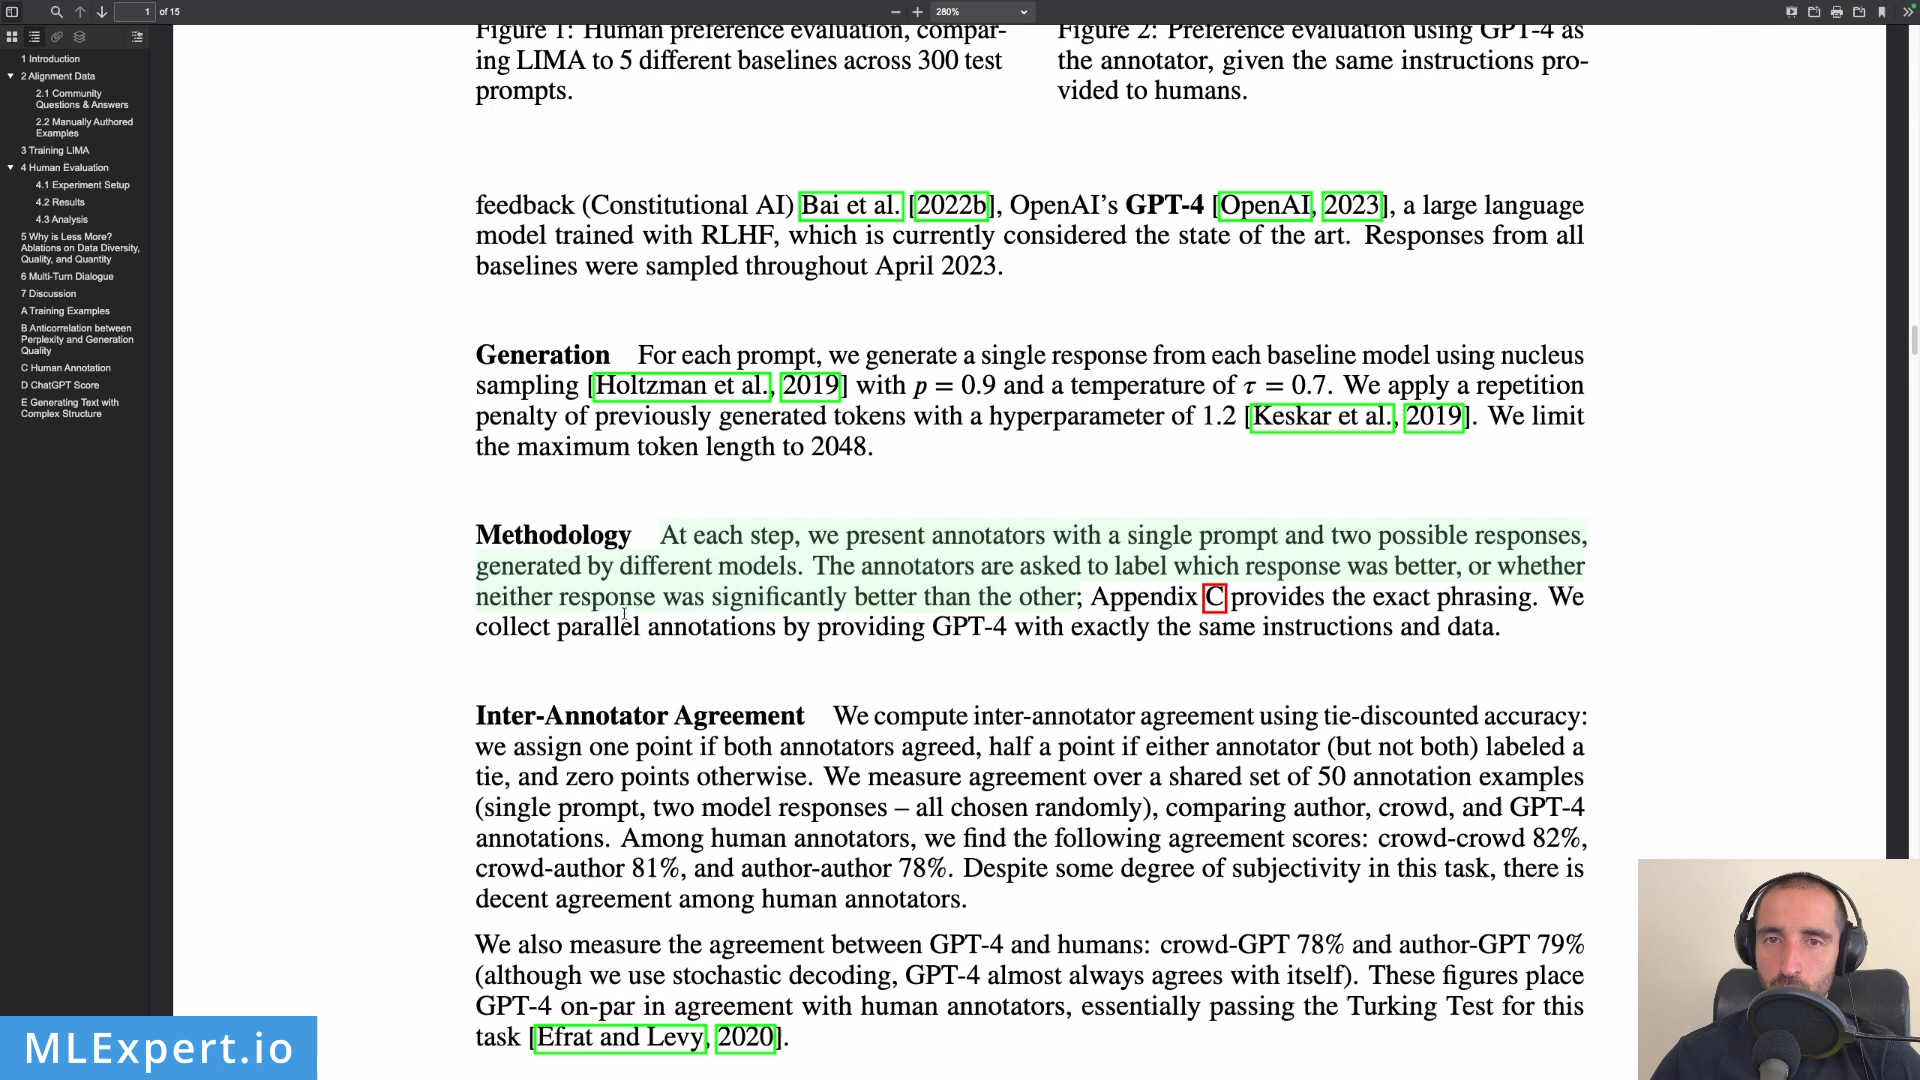 1 of 15
280%
1 Introduction
2 Alignment Data
2.1 Community
Questions & Answers
2.2 Manually Authored
Examples
3 Training LIMA
4 Human Evaluation
4.1 Experiment Setup
4.2 Results
4.3 Analysis
5 Why is Less More?
Ablations on Data Diversity,
Quality, and Quantity
6 Multi-Turn Dialogue
7 Discussion
A Training Examples
B Anticorrelation between
Perplexity and Generation
Quality
C Human Annotation
D ChatGPT Score
E Generating Text with
Complex Structure
Figure 1: Human preference evaluation, compar-
ing LIMA to 5 different baselines across 300 test
prompts.
Figure 2: Preference evaluation using GPT-4 as
the annotator, given the same instructions pro-
vided to humans.
feedback (Constitutional AI) Bai et al. [2022b], OpenAI's GPT-4 [OpenAI, 2023], a large language
model trained with RLHF, which is currently considered the state of the art. Responses from all
baselines were sampled throughout April 2023.
Generation For each prompt, we generate a single response from each baseline model using nucleus
sampling [Holtzman et al., 2019] with p = 0.9 and a temperature of τ = 0.7. We apply a repetition
penalty of previously generated tokens with a hyperparameter of 1.2 [Keskar et al., 2019]. We limit
the maximum token length to 2048.
Methodology At each step, we present annotators with a single prompt and two possible responses,
generated by different models. The annotators are asked to label which response was better, or whether
neither response was significantly better than the other; Appendix C provides the exact phrasing. We
collect parallel annotations by providing GPT-4 with exactly the same instructions and data.
Inter-Annotator Agreement We compute inter-annotator agreement using tie-discounted accuracy:
we assign one point if both annotators agreed, half a point if either annotator (but not both) labeled a
tie, and zero points otherwise. We measure agreement over a shared set of 50 annotation examples
(single prompt, two model responses – all chosen randomly), comparing author, crowd, and GPT-4
annotations. Among human annotators, we find the following agreement scores: crowd-crowd 82%,
crowd-author 81%, and author-author 78%. Despite some degree of subjectivity in this task, there is
decent agreement among human annotators.
We also measure the agreement between GPT-4 and humans: crowd-GPT 78% and author-GPT 79%
(although we use stochastic decoding, GPT-4 almost always agrees with itself). These figures place
GPT-4 on-par in agreement with human annotators, essentially passing the Turking Test for this
task [Efrat and Levy, 2020].
MLExpert.io